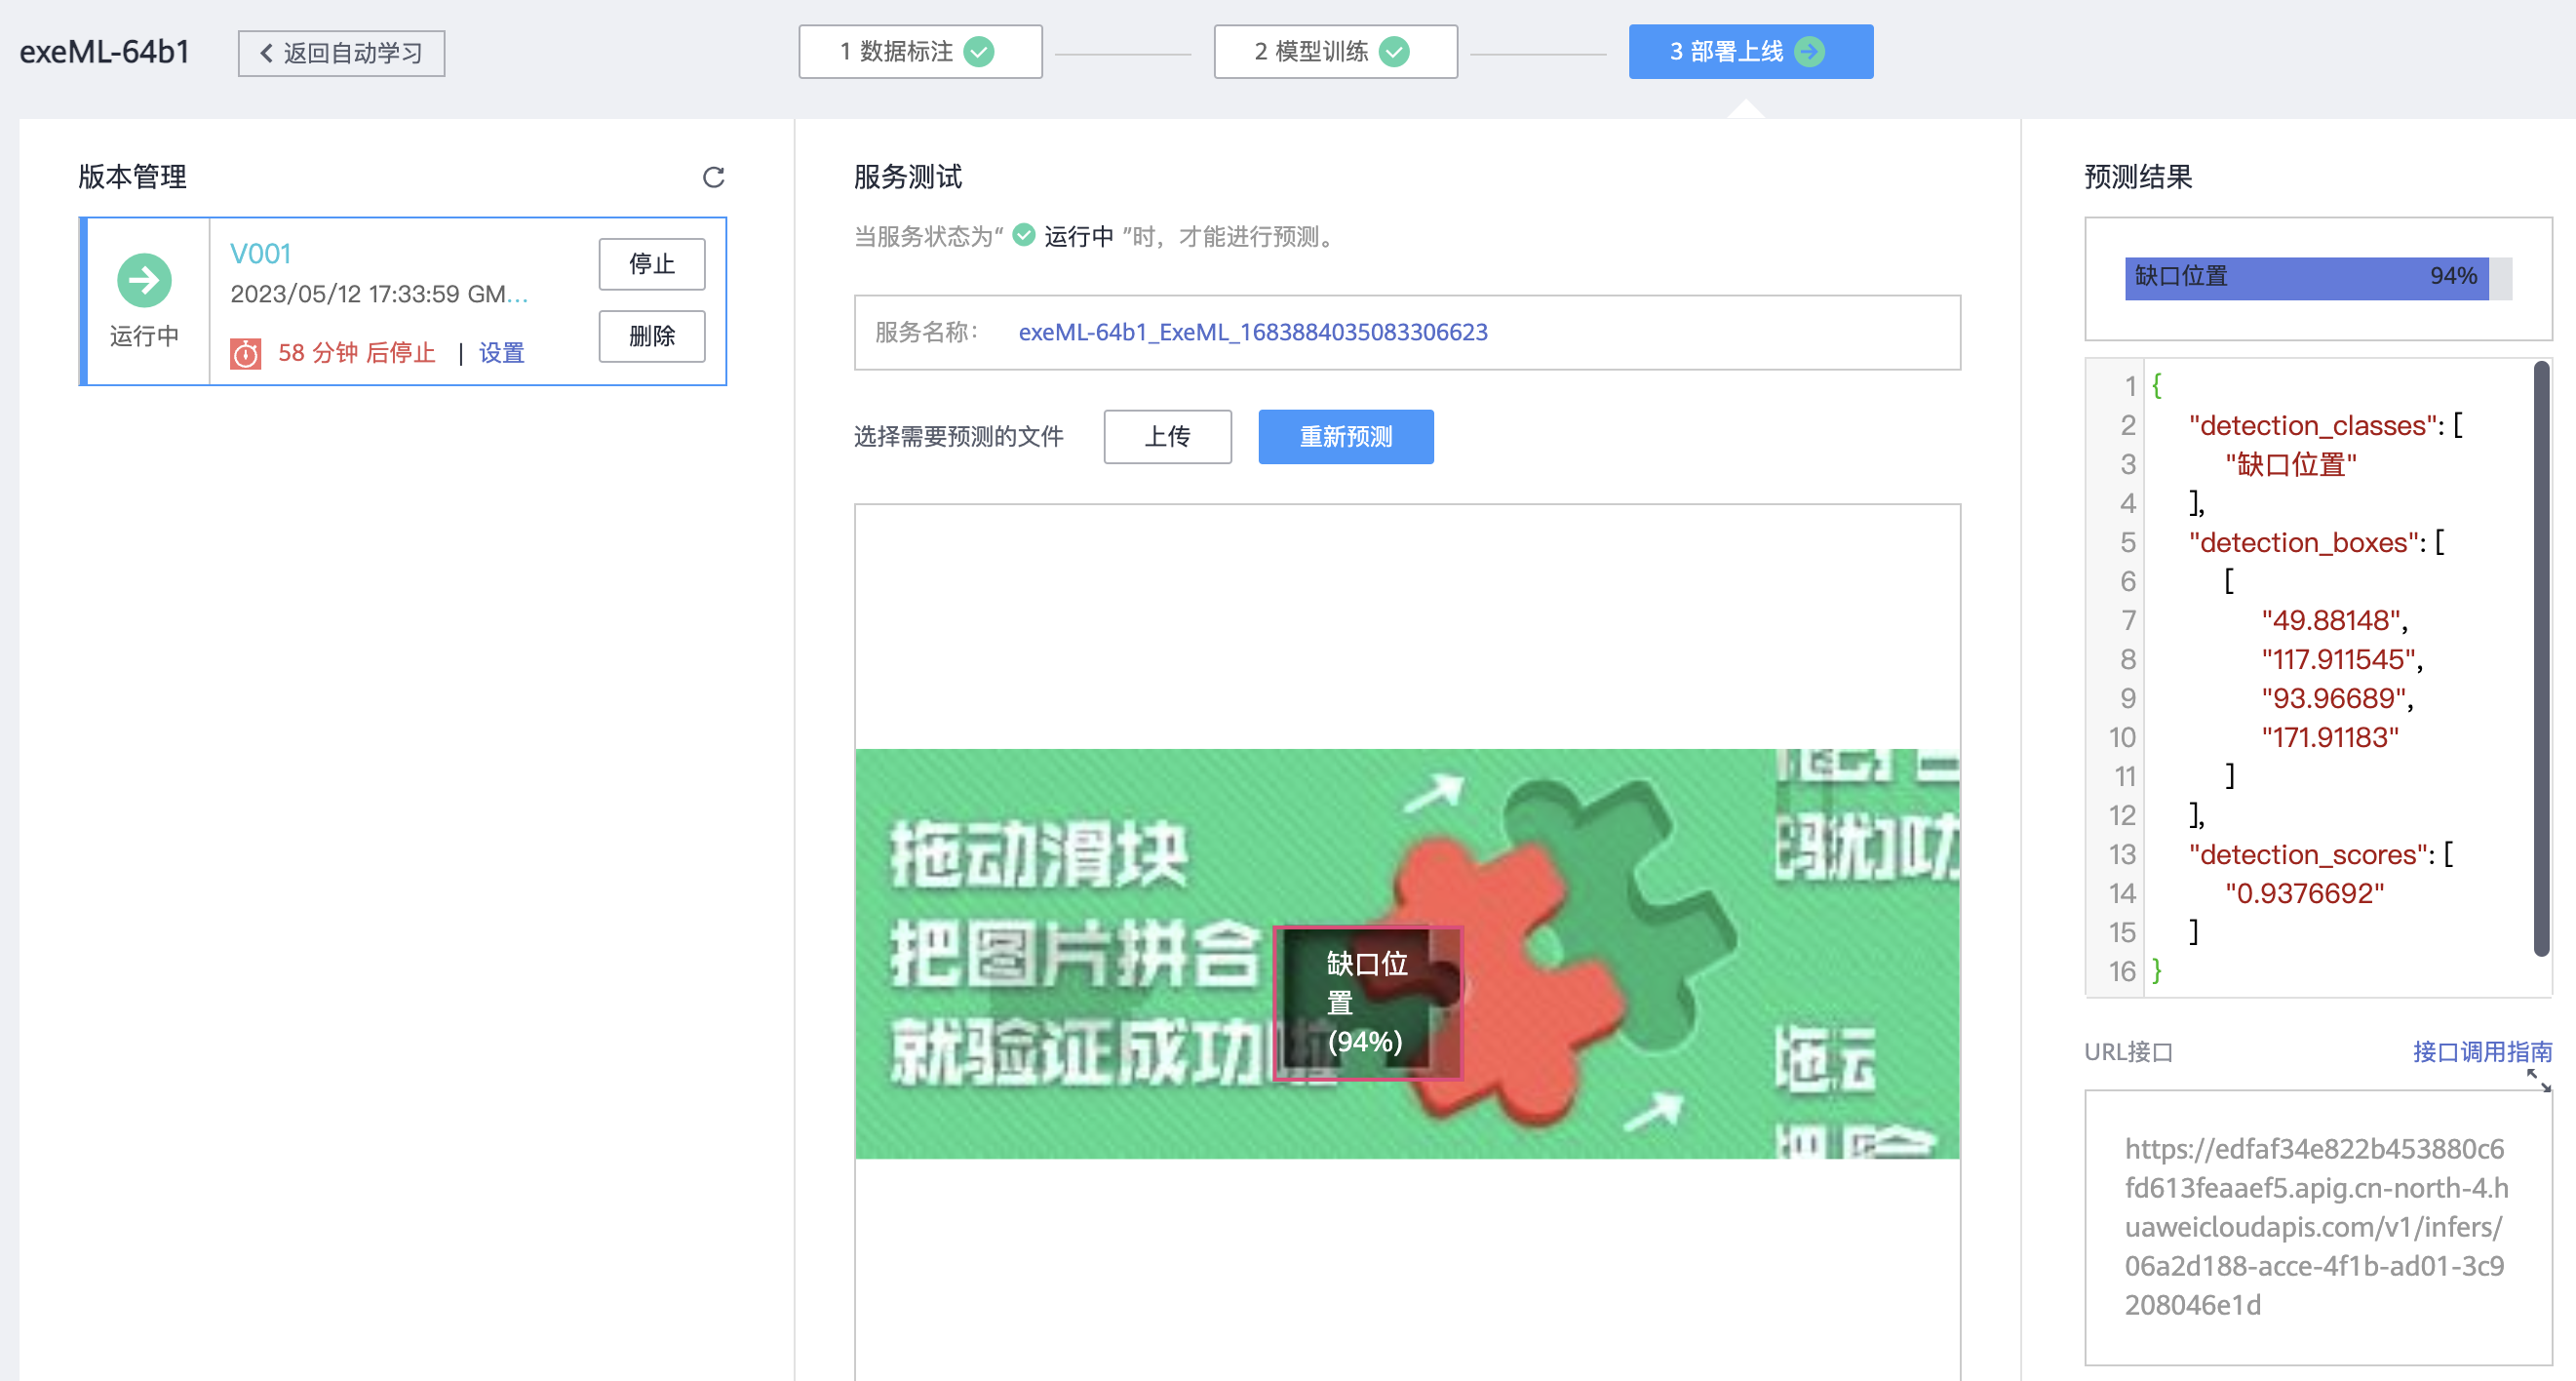 exeML-64b1
返回自动学习
1 数据标注
2 模型训练
3 部署上线
版本管理
运行中
V001
2023/05/12 17:33:59 GM...
58 分钟 后停止 | 设置
停止
删除
服务测试
当服务状态为“ 运行中 ”时，才能进行预测。
服务名称： exeML-64b1_ExeML_1683884035083306623
选择需要预测的文件
上传
重新预测
拖动滑块
把图片拼合
就验证成功
缺口位
置
(94%)
预测结果
缺口位置 94%
1 {
2 "detection_classes": [
3 "缺口位置"
4 ],
5 "detection_boxes": [
6 [
7 "49.88148",
8 "117.911545",
9 "93.96689",
10 "171.91183"
11 ]
12 ],
13 "detection_scores": [
14 "0.9376692"
15 ]
16 }
URL接口
接口调用指南
https://edfaf34e822b453880c6
fd613feaaef5.apig.cn-north-4.h
uaweicloudapis.com/v1/infers/
06a2d188-acce-4f1b-ad01-3c9
208046e1d